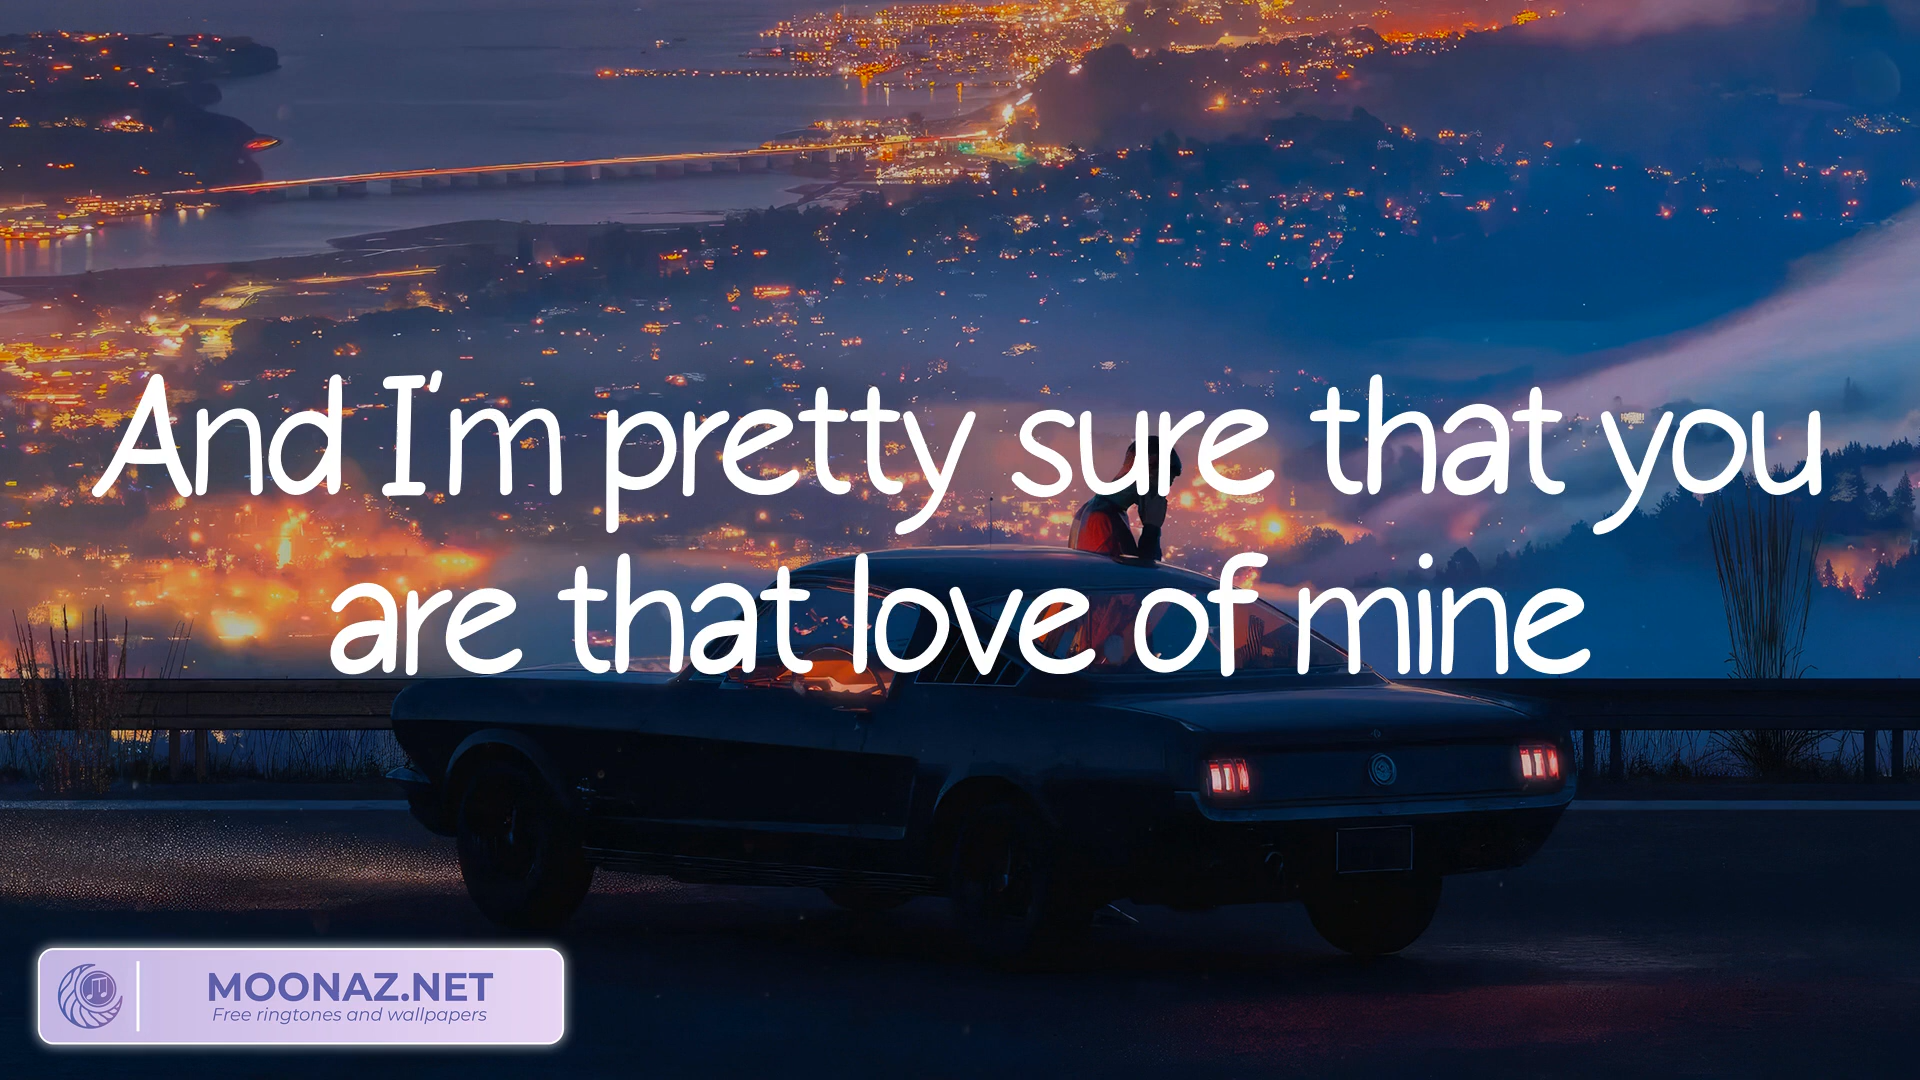 And I'm pretty sure that you
are that love of mine
MOONAZ.NET
Free ringtones and wallpapers